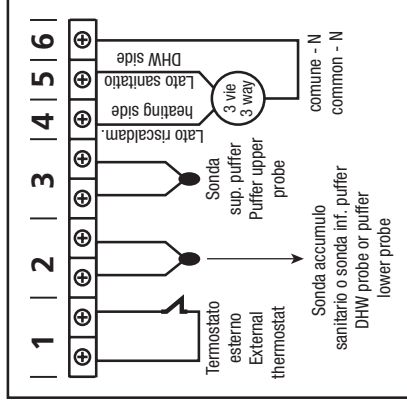 1
2
3
4
5
6
Termostato
esterno
External
thermostat
Sonda accumulo
sanitario o sonda inf. puffer
DHW probe or puffer
lower probe
Sonda
sup. puffer
Puffer upper
probe
Lato riscaldam.
heating side
Lato sanitatio
DHW side
3 vie
3 way
comune - N
common - N